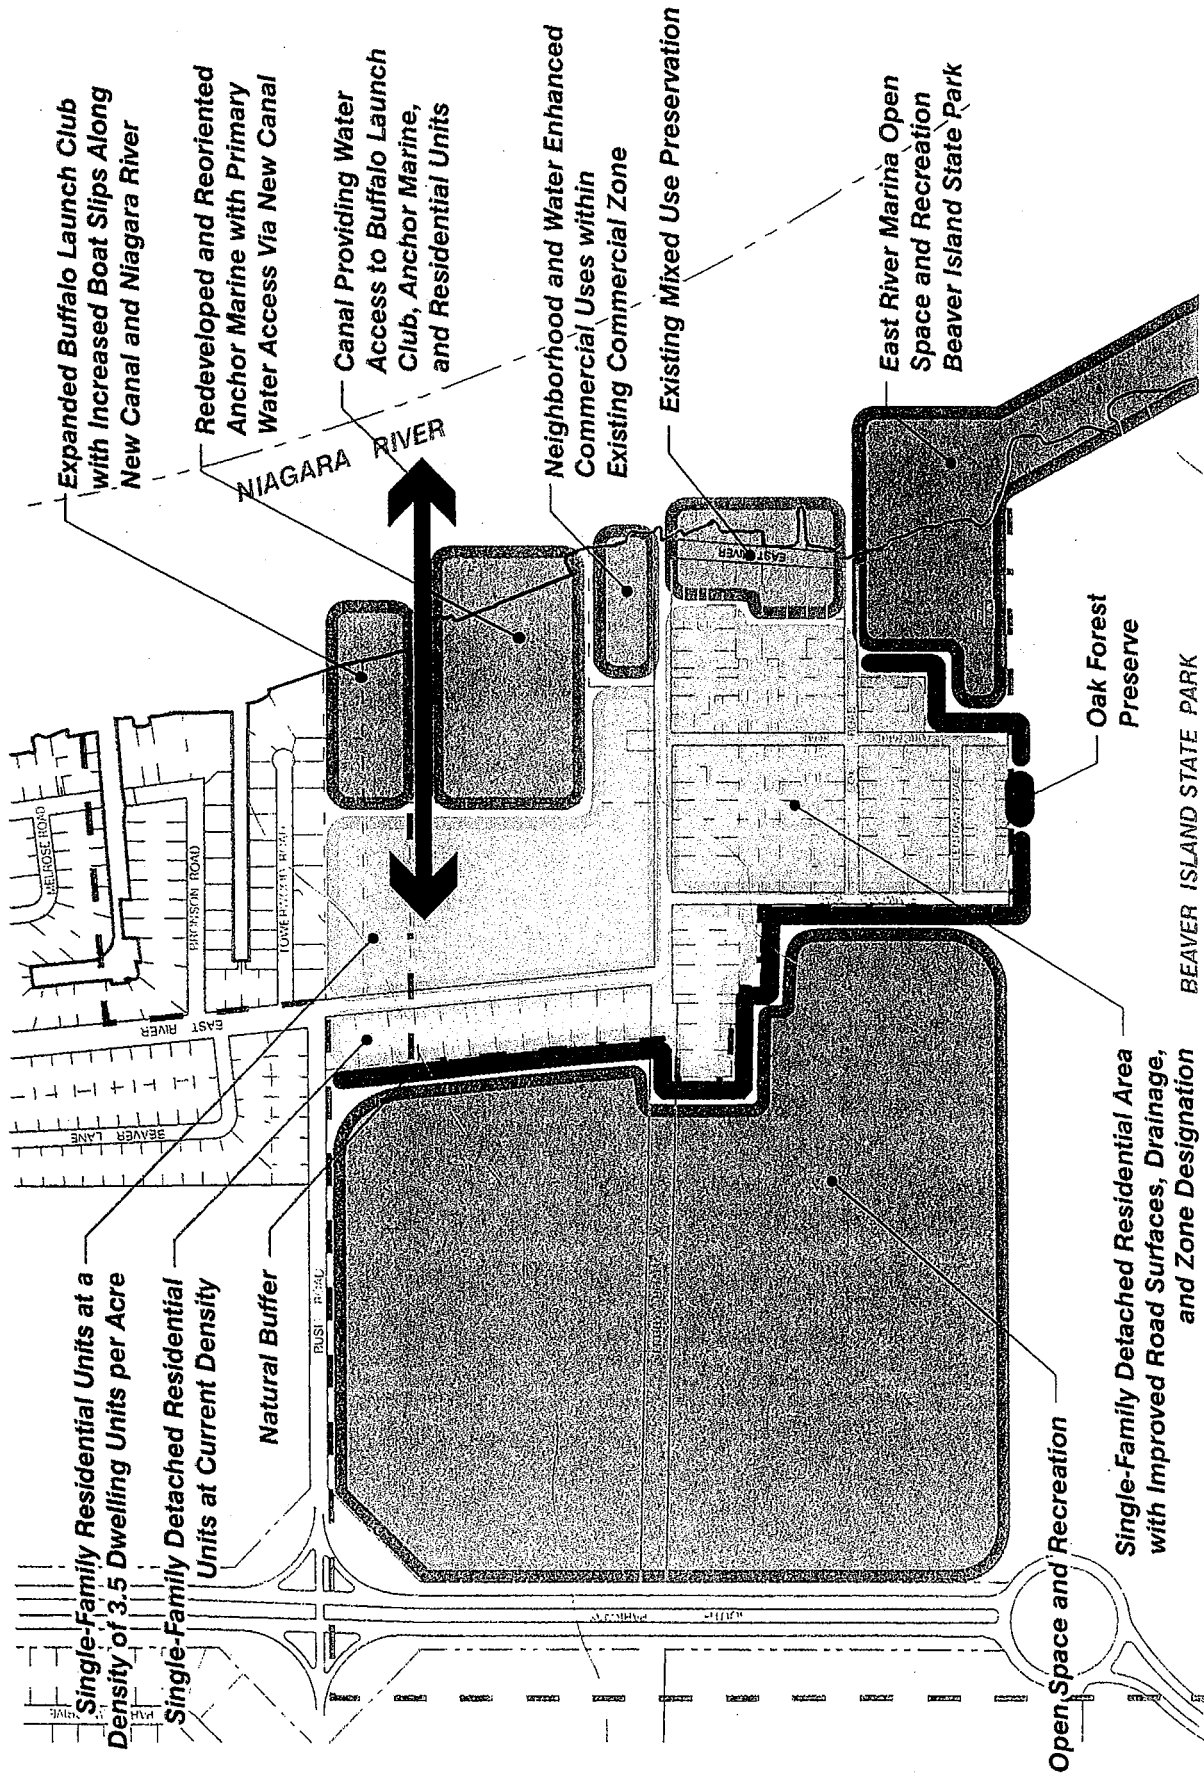 Expanded Buffalo Launch Club
with Increased Boat Slips Along
New Canal and Niagara River
Redeveloped and Reoriented
Anchor Marine with Primary
Water Access Via New Canal
Canal Providing Water
Access to Buffalo Launch
Club, Anchor Marine,
and Residential Units
Neighborhood and Water Enhanced
Commercial Uses within
Existing Commercial Zone
Existing Mixed Use Preservation
East River Marina Open
Space and Recreation
Beaver Island State Park
NIAGARA RIVER
EAST RIVER
MELROSE ROAD
BRONSON ROAD
TOWERWOOD ROAD
EAST
RIVER
BEAVER LANE
ROAD
Single-Family Residential Units at a
Density of 3.5 Dwelling Units per Acre
Single-Family Detached Residential
Units at Current Density
Natural Buffer
Oak Forest
Preserve
BEAVER ISLAND STATE PARK
Single-Family Detached Residential Area
with Improved Road Surfaces, Drainage,
and Zone Designation
Open Space and Recreation